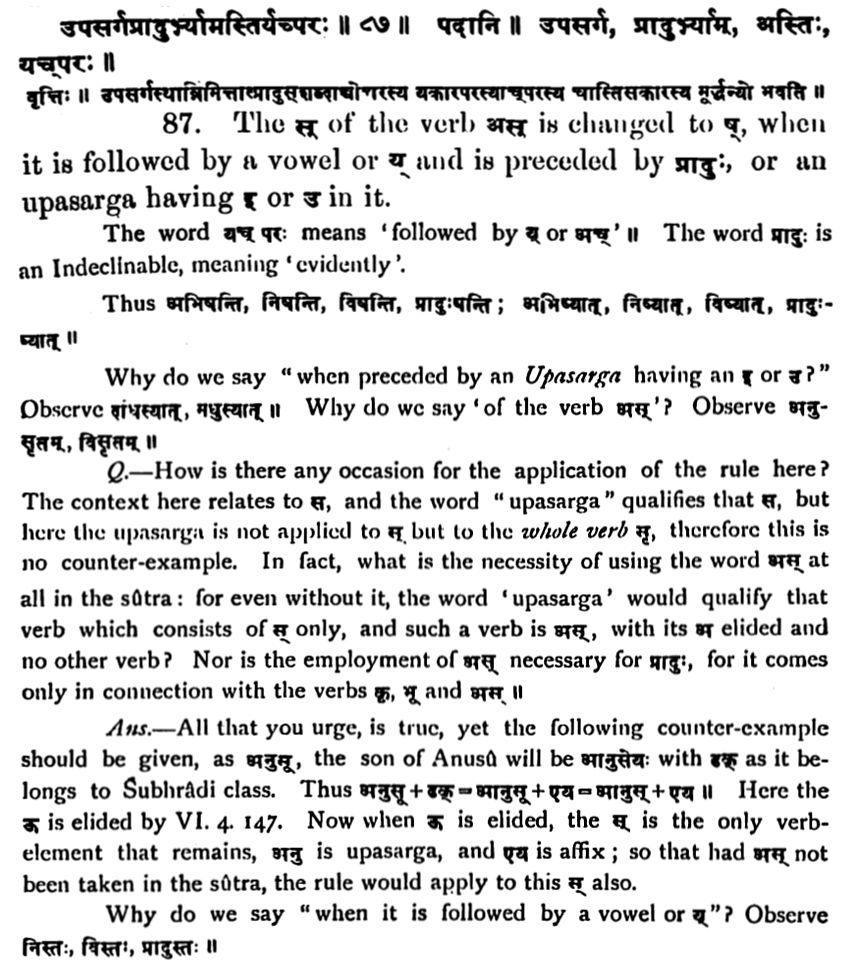 उपसर्गप्रादुर्भ्यामस्तिर्यच्परः ॥ ८७ ॥ पदानि ॥ उपसर्ग, प्रादुर्भ्याम्, अस्तिः,
यच्परः ॥
वृत्तिः ॥ उपसर्गस्थान्निमित्तात्प्रादुस्शब्दाच्चोत्तरस्य यकारपरस्याच्परस्य चास्तिसकारस्य मूर्द्धन्यो भवति ॥
87. The स् of the verb अस् is changed to ष्, when
it is followed by a vowel or य् and is preceded by प्रादुः, or an
upasarga having इ or उ in it.
The word यच् परः means 'followed by य् or अच्' ॥ The word प्रादुः is
an Indeclinable, meaning 'evidently'.
Thus अभिषन्ति, निषन्ति, विषन्ति, प्रादुःषन्ति ; अभिष्यात्, निष्यात्, विष्यात्, प्रादुः-
ष्यात् ॥
Why do we say "when preceded by an Upasarga having an इ or उ?"
Observe दधिस्यात्, मधुस्यात् ॥ Why do we say 'of the verb अस्'? Observe अनु-
सृतम्, विसृतम् ॥
Q.—How is there any occasion for the application of the rule here?
The context here relates to स, and the word "upasarga" qualifies that स, but
here the upasarga is not applied to स् but to the whole verb सृ, therefore this is
no counter-example. In fact, what is the necessity of using the word अस् at
all in the sûtra: for even without it, the word 'upasarga' would qualify that
verb which consists of स् only, and such a verb is अस्, with its अ elided and
no other verb? Nor is the employment of अस् necessary for प्रादुः, for it comes
only in connection with the verbs कृ, भू and अस् ॥
Ans.—All that you urge, is true, yet the following counter-example
should be given, as अनुसू, the son of Anusû will be आनुसेयः with ढक् as it be-
longs to Śubhrâdi class. Thus अनुसू + ढक् = आनुसू + एय = आनुस् + एय ॥ Here the
ऊ is elided by VI. 4. 147. Now when ऊ is elided, the स् is the only verb-
element that remains, अनु is upasarga, and एय is affix ; so that had अस् not
been taken in the sûtra, the rule would apply to this स् also.
Why do we say "when it is followed by a vowel or य्"? Observe
निस्तः, विस्तः, प्रादुस्तः ॥